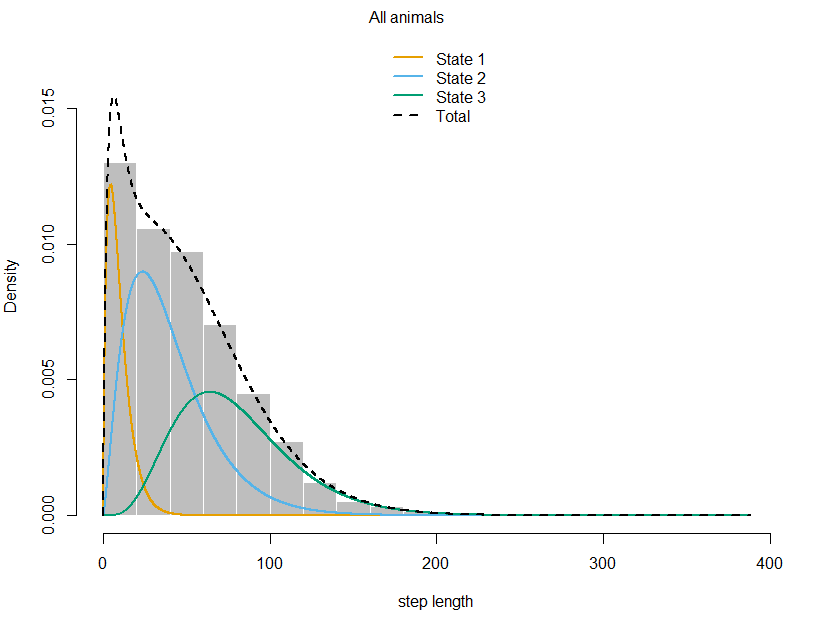 All animals
State 1
State 2
State 3
Total
0.015
0.010
0.005
0.000
Density
0
100
200
300
400
step length